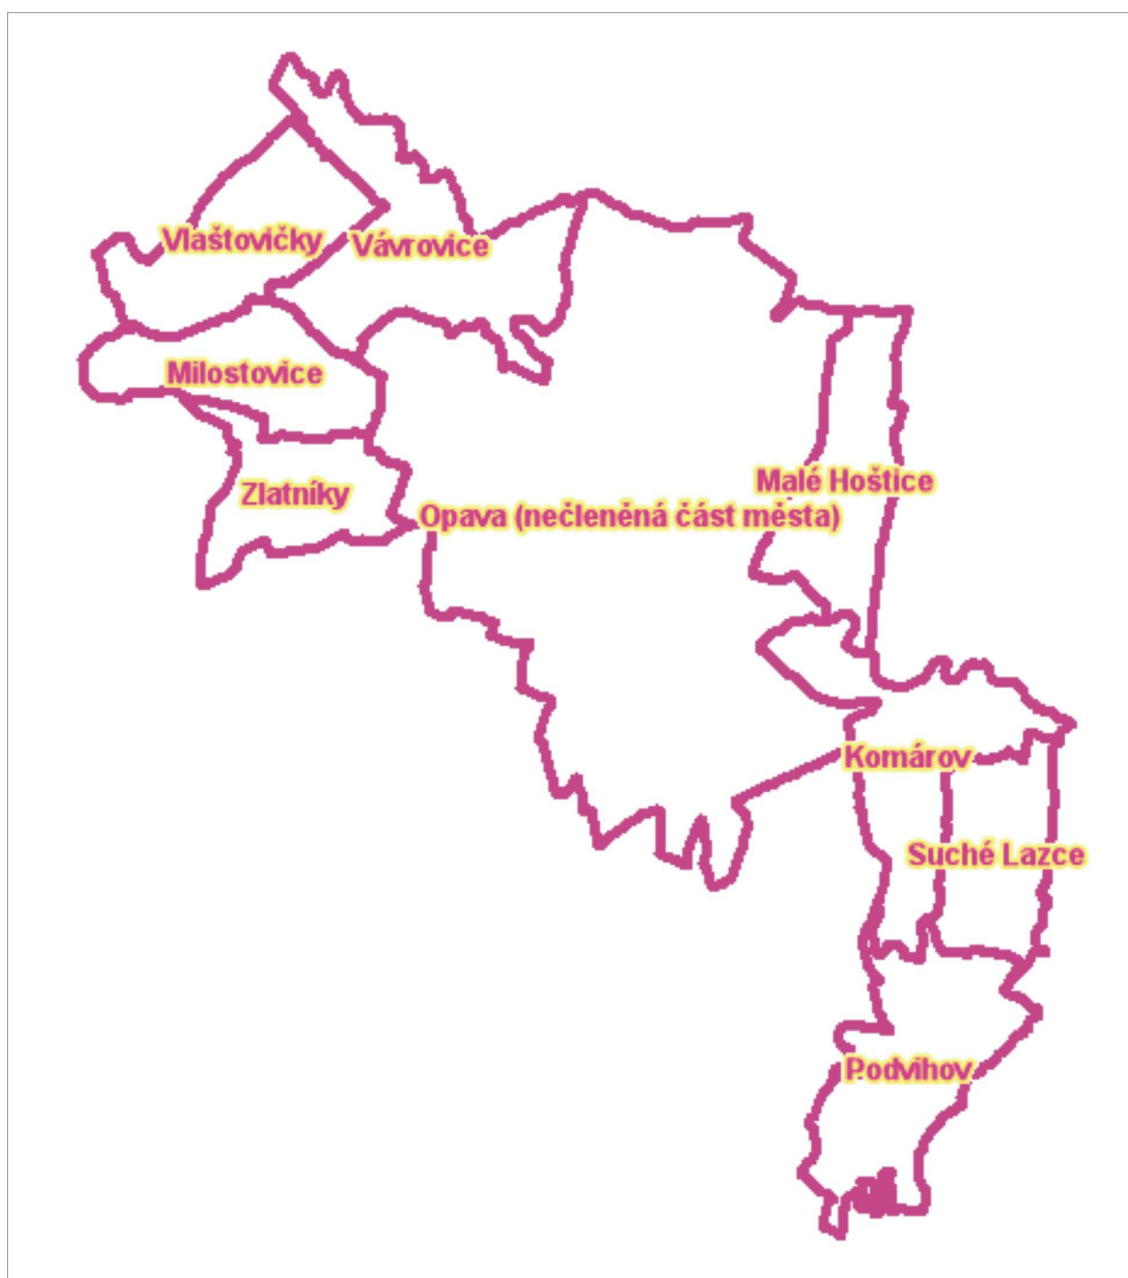 Vlaštovičky
Vávrovice
Milostovice
Zlatníky
Malé Hoštice
Opava (nečleněná část města)
Komárov
Suché Lazce
Podvihov